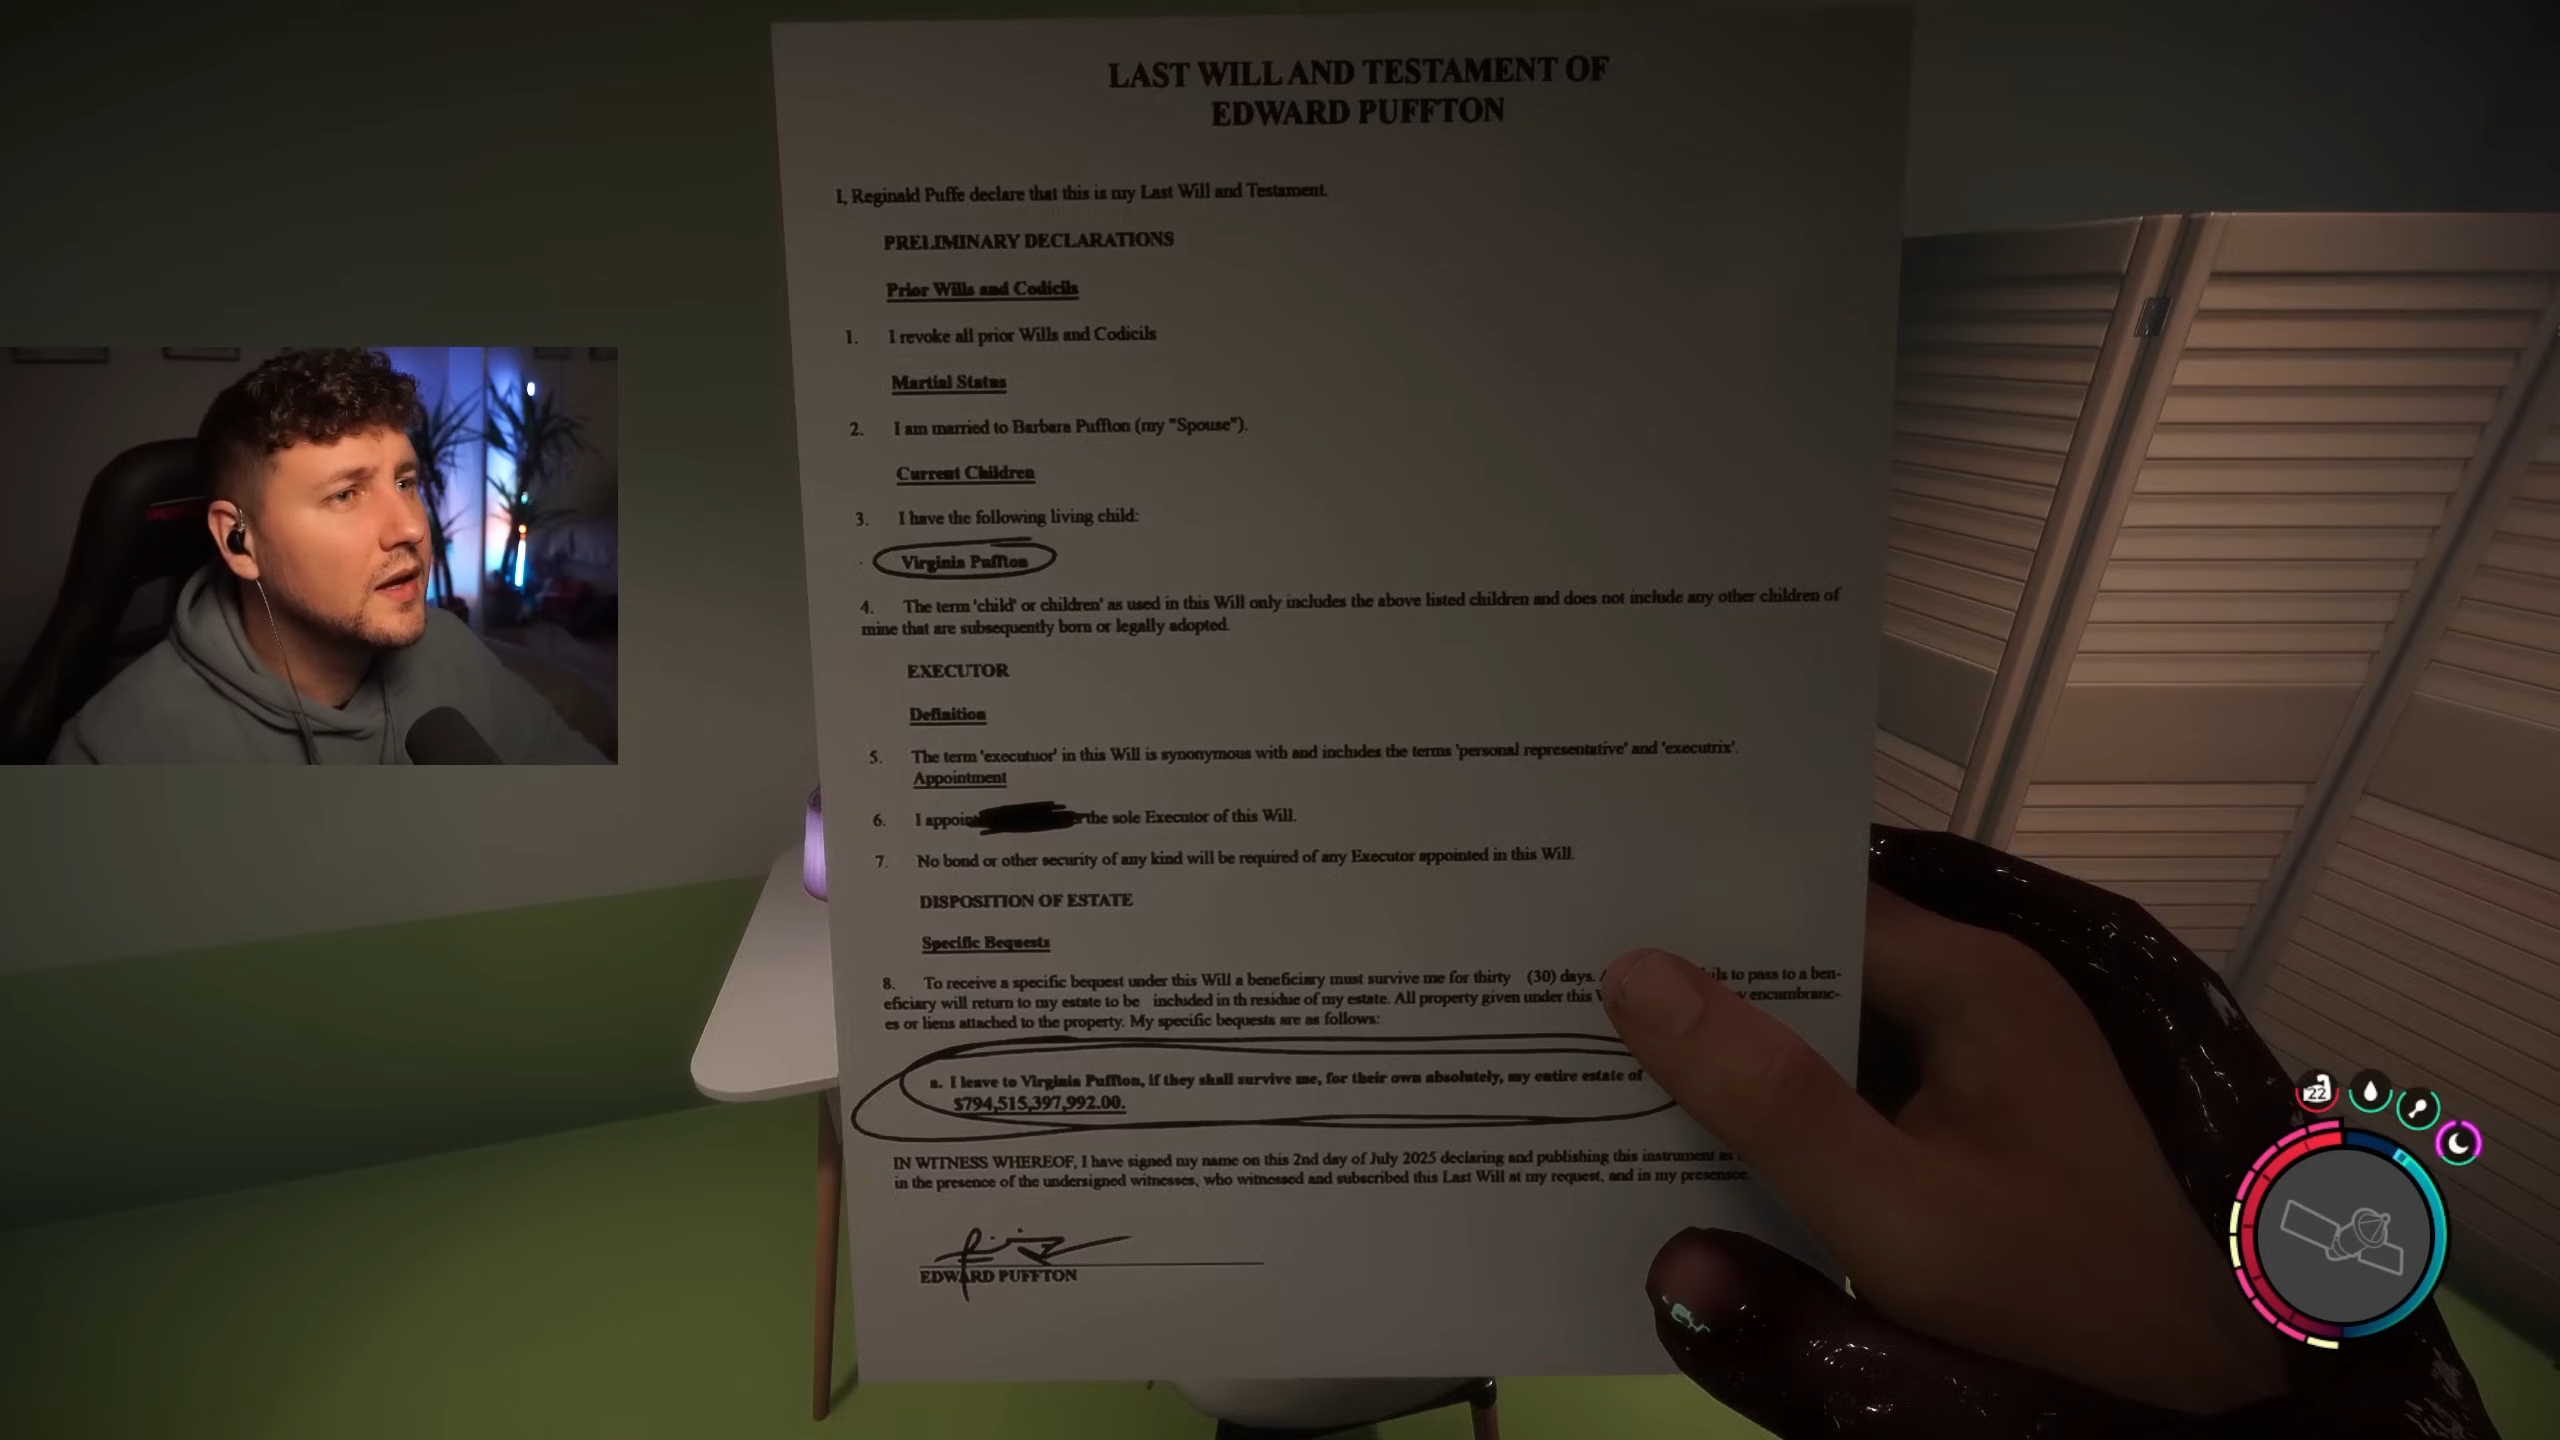 LAST WILL AND TESTAMENT OF
EDWARD PUFFTON
I, Reginald Puffe declare that this is my Last Will and Testament.
PRELIMINARY DECLARATIONS
Prior Wills and Codicils
1. I revoke all prior Wills and Codicils
Martial Status
2. I am married to Barbara Puffton (my "Spouse").
Current Children
3. I have the following living child:
Virginia Puffton
4. The term 'child' or children' as used in this Will only includes the above listed children and does not include any other children of
mine that are subsequently born or legally adopted.
EXECUTOR
Definition
5. The term 'executuor' in this Will is synonymous with and includes the terms 'personal representative' and 'executrix'.
Appointment
6. I appoint the sole Executor of this Will.
7. No bond or other security of any kind will be required of any Executor appointed in this Will.
DISPOSITION OF ESTATE
Specific Bequests
8. To receive a specific bequest under this Will a beneficiary must survive me for thirty (30) days. to pass to a ben-
eficiary will return to my estate to be included in th residue of my estate. All property given under this encumbranc-
es or liens attached to the property. My specific bequests are as follows:
a. I leave to Virginia Puffton, if they shall survive me, for their own absolutely, my entire estate of
$794,515,397,992.00.
IN WITNESS WHEREOF, I have signed my name on this 2nd day of July 2025 declaring and publishing this instrument
in the presence of the undersigned witnesses, who witnessed and subscribed this Last Will at my request, and in my presence.
EDWARD PUFFTON
22